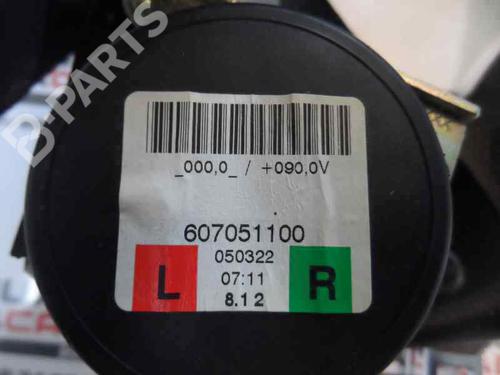 B-PARTS
_000,0_ / +090,0V
607051100
050322
07:11
8.1 2
L
R